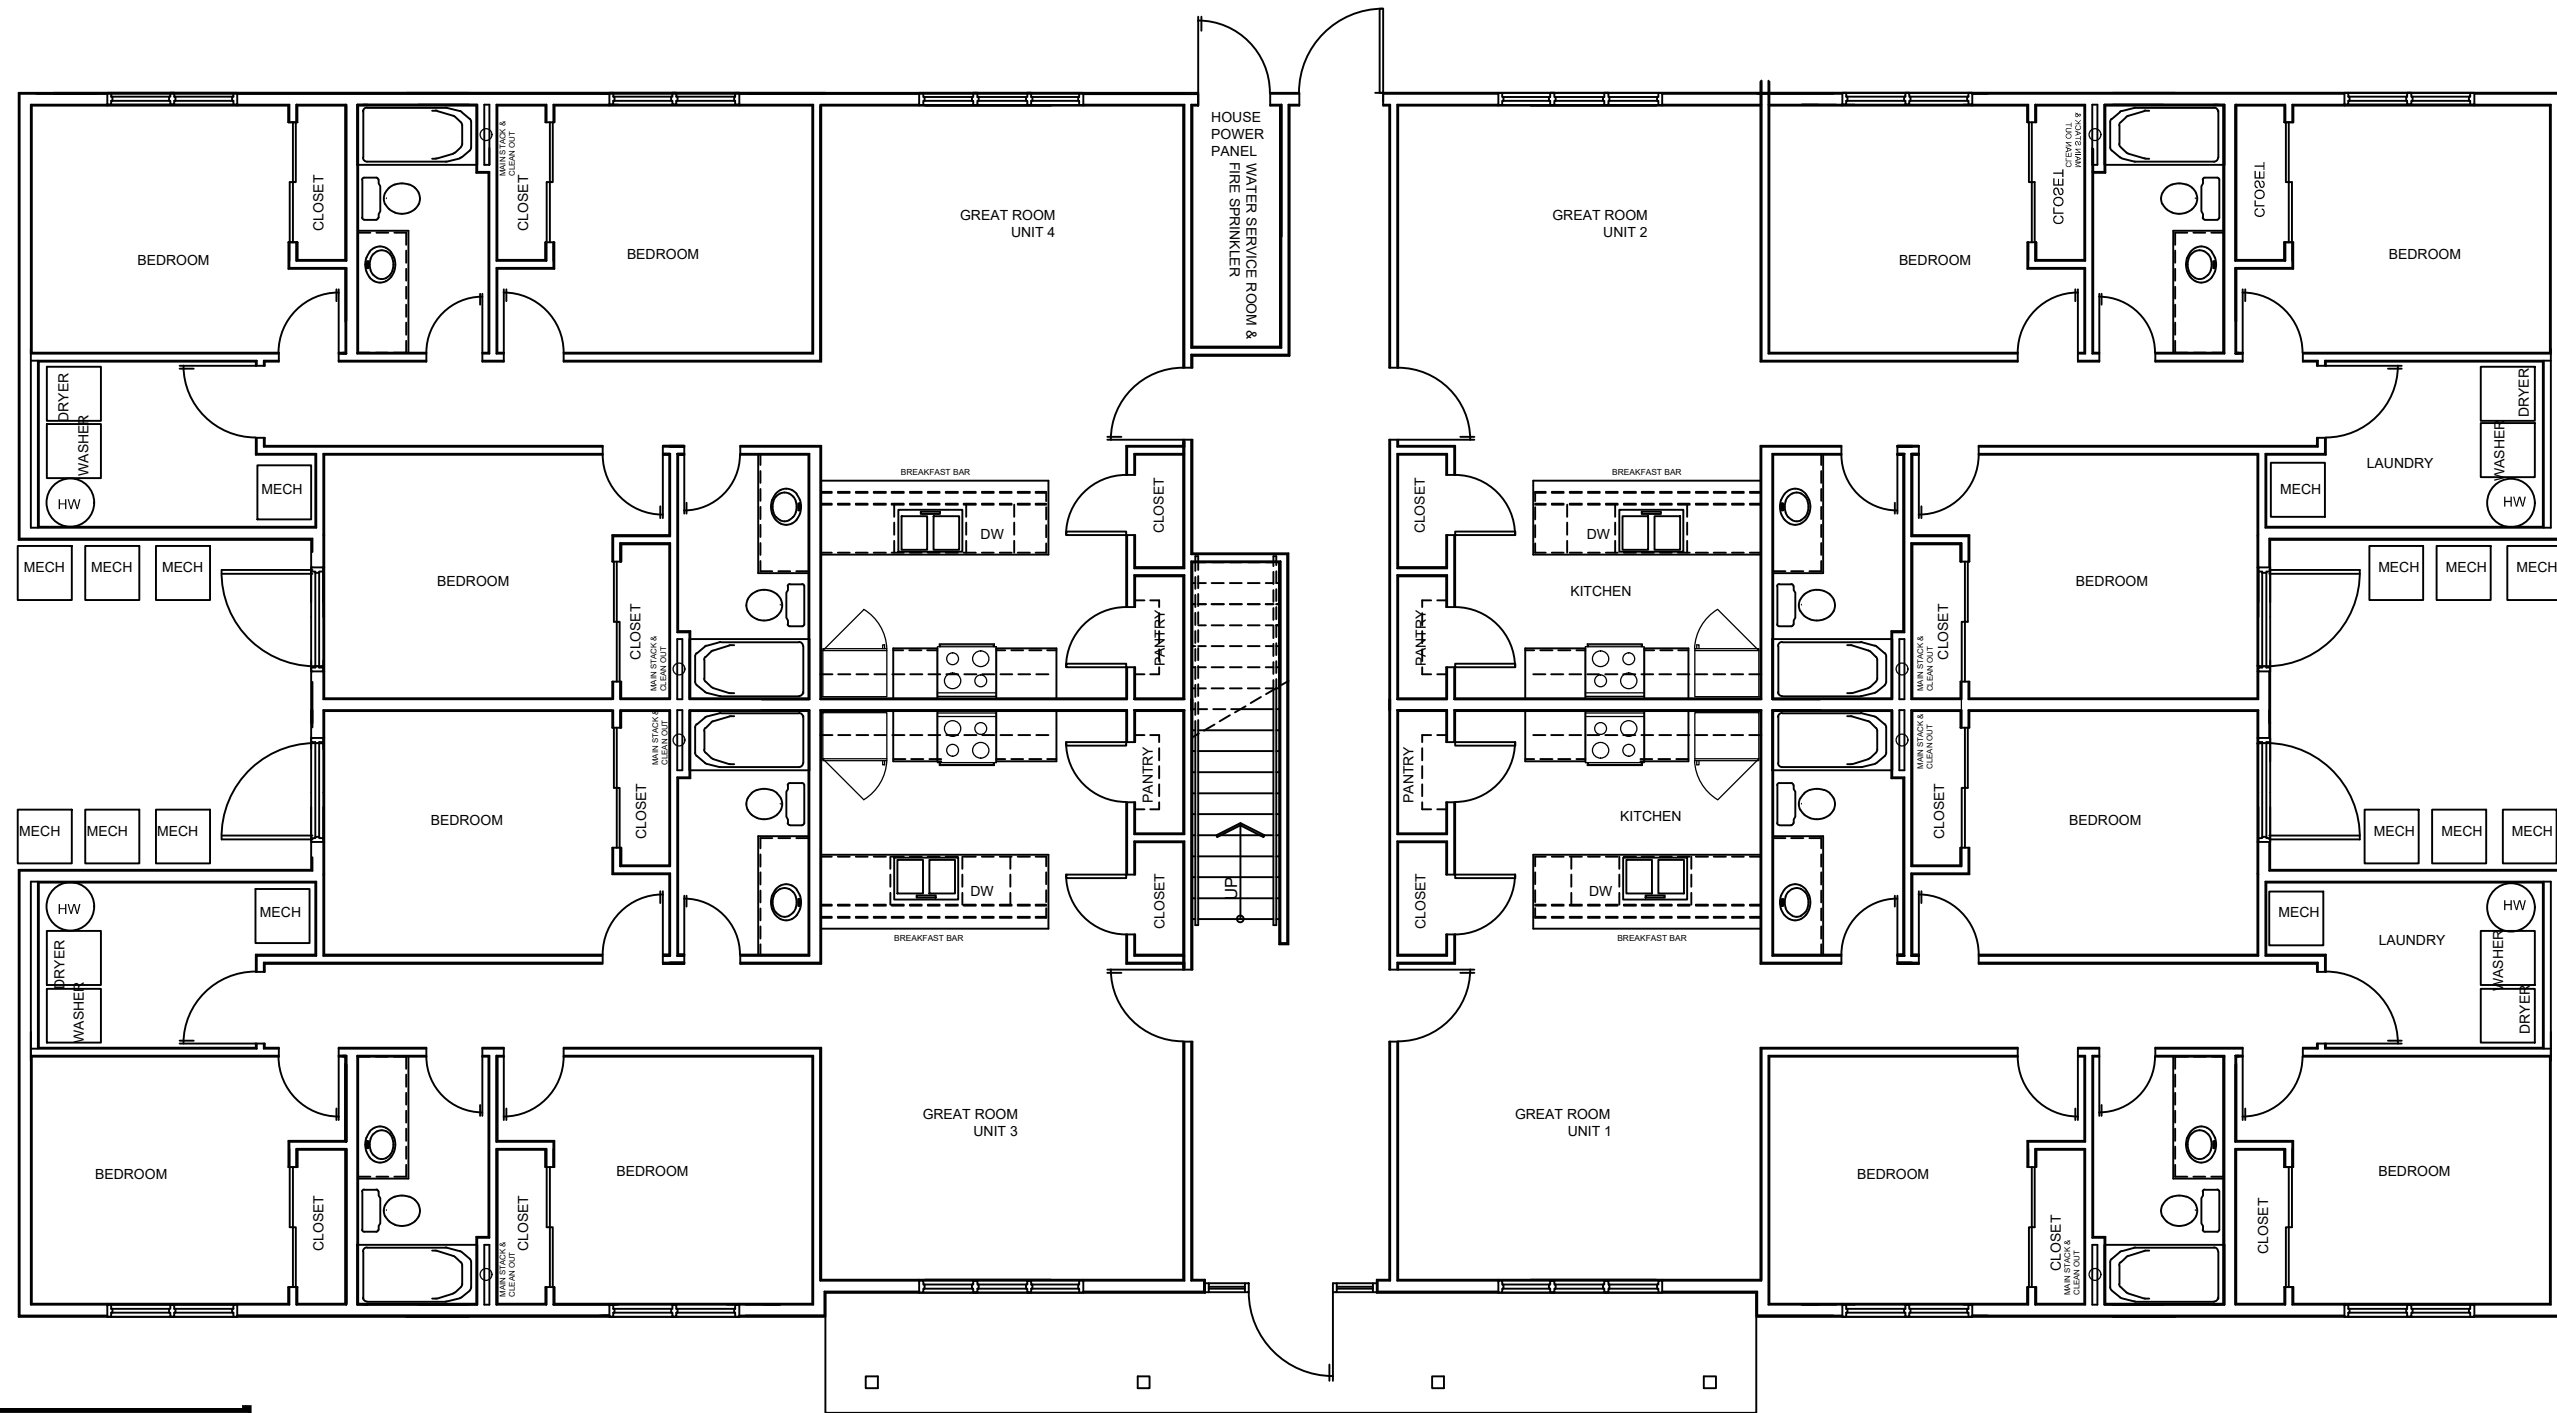 HOUSE
POWER
PANEL
WATER SERVICE ROOM &
FIRE SPRINKLER
BEDROOM
CLOSET
MAIN STACK &
CLEAN OUT
CLOSET
BEDROOM
GREAT ROOM
UNIT 4
GREAT ROOM
UNIT 2
BEDROOM
CLOSET
MAIN STACK &
CLEAN OUT
CLOSET
BEDROOM
DRYER
WASHER
HW
MECH
BREAKFAST BAR
DW
CLOSET
CLOSET
BREAKFAST BAR
DW
LAUNDRY
MECH
DRYER
WASHER
HW
MECH
MECH
MECH
BEDROOM
CLOSET
MAIN STACK &
CLEAN OUT
PANTRY
PANTRY
KITCHEN
CLOSET
MAIN STACK &
CLEAN OUT
BEDROOM
MECH
MECH
MECH
MECH
MECH
MECH
BEDROOM
CLOSET
MAIN STACK &
CLEAN OUT
PANTRY
UP
PANTRY
KITCHEN
MAIN STACK &
CLEAN OUT
CLOSET
BEDROOM
MECH
MECH
MECH
HW
MECH
DRYER
WASHER
DW
BREAKFAST BAR
CLOSET
CLOSET
DW
BREAKFAST BAR
MECH
HW
LAUNDRY
WASHER
DRYER
BEDROOM
CLOSET
MAIN STACK &
CLEAN OUT
CLOSET
BEDROOM
GREAT ROOM
UNIT 3
GREAT ROOM
UNIT 1
BEDROOM
CLOSET
MAIN STACK &
CLEAN OUT
CLOSET
BEDROOM